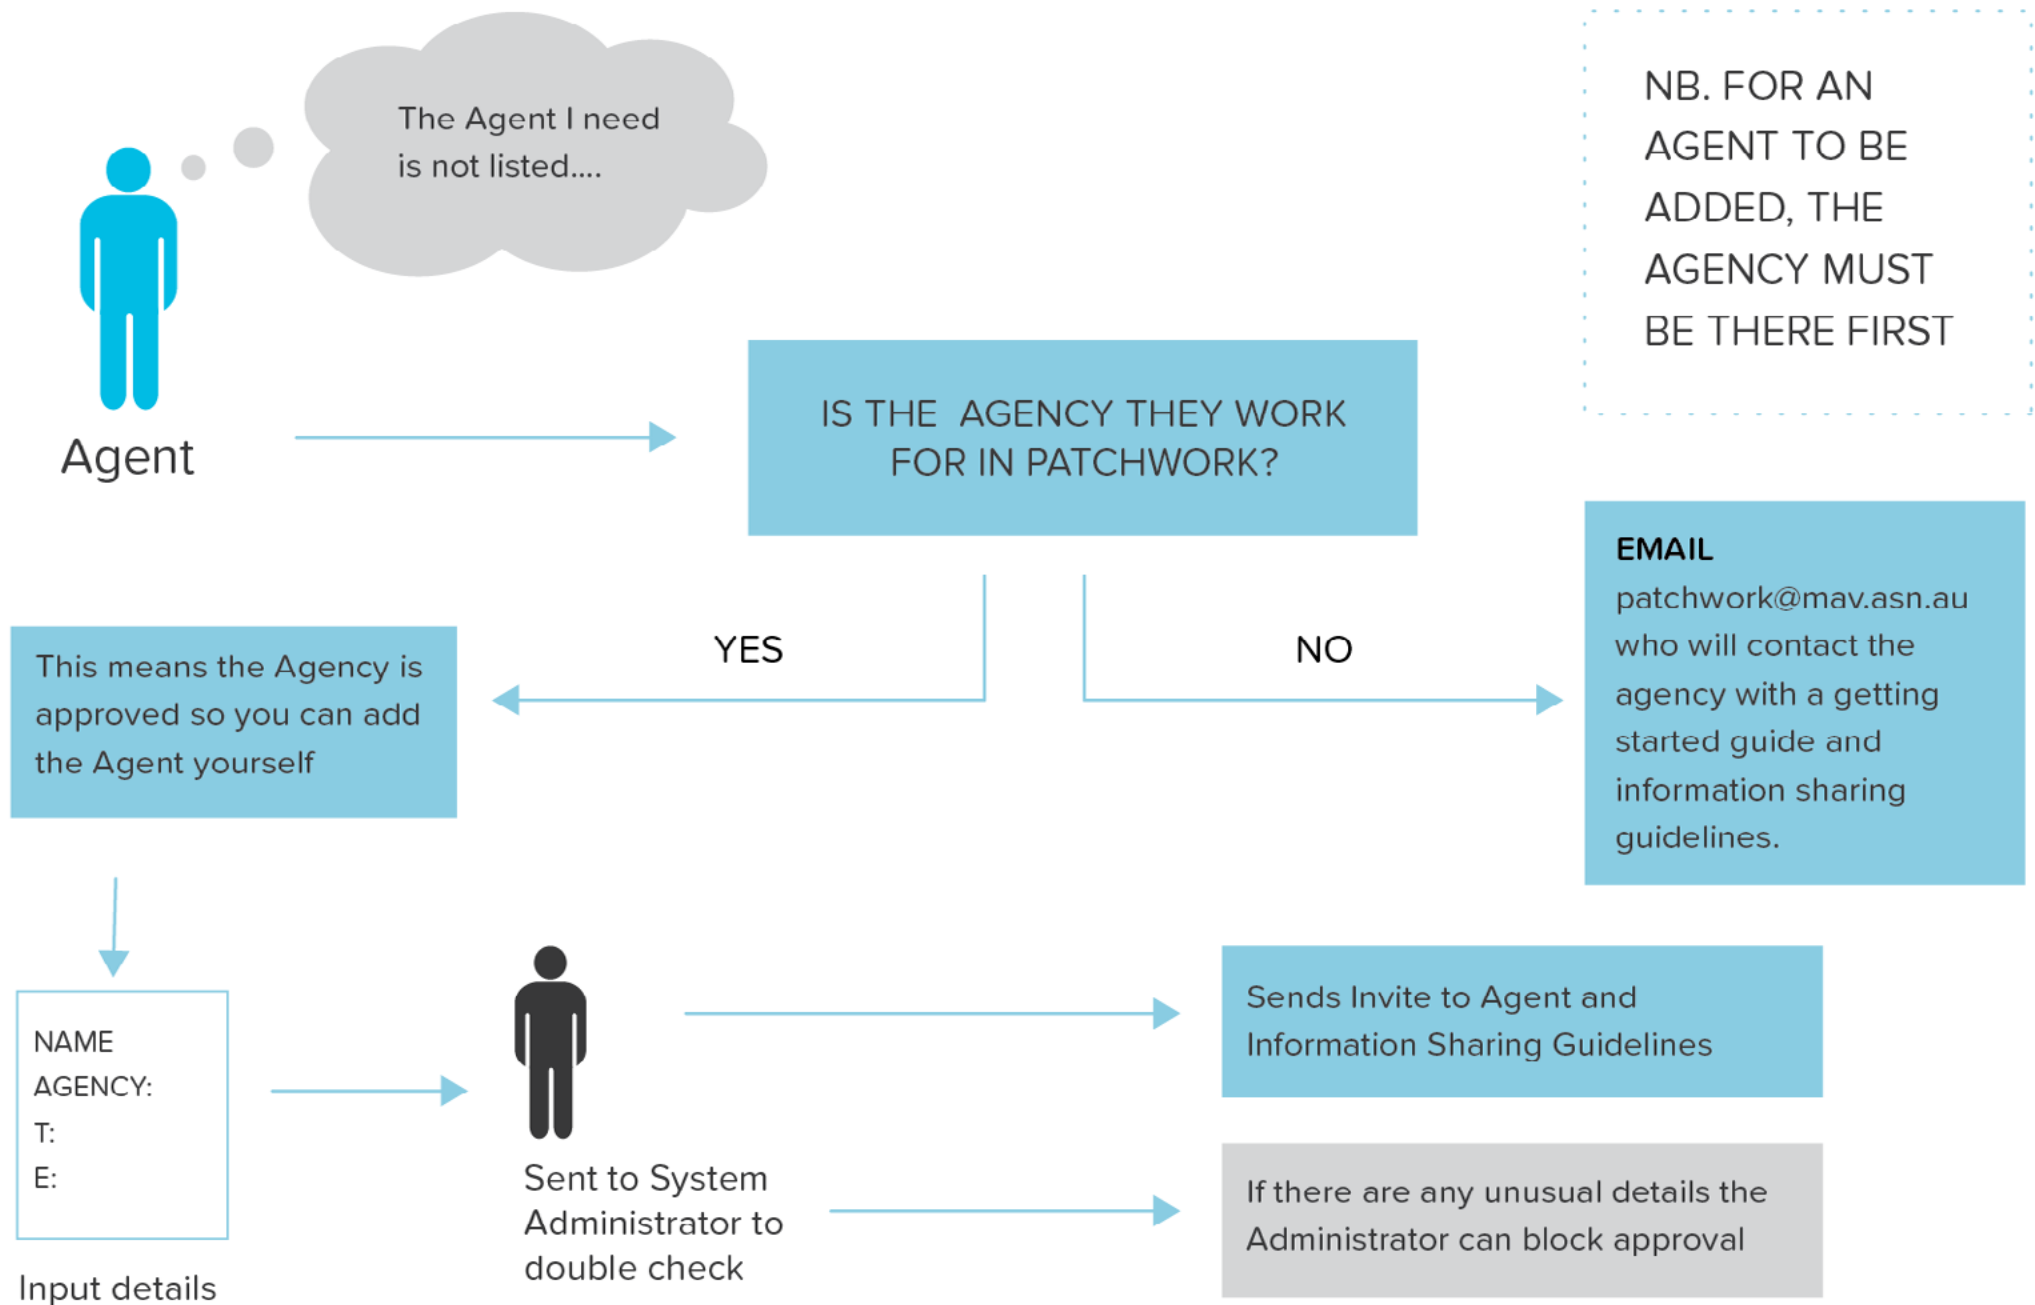 The Agent I need
is not listed....
NB. FOR AN
AGENT TO BE
ADDED, THE
AGENCY MUST
BE THERE FIRST
Agent
IS THE AGENCY THEY WORK
FOR IN PATCHWORK?
YES
NO
This means the Agency is
approved so you can add
the Agent yourself
EMAIL
patchwork@mav.asn.au
who will contact the
agency with a getting
started guide and
information sharing
guidelines.
NAME
AGENCY:
T:
E:
Input details
Sent to System
Administrator to
double check
Sends Invite to Agent and
Information Sharing Guidelines
If there are any unusual details the
Administrator can block approval